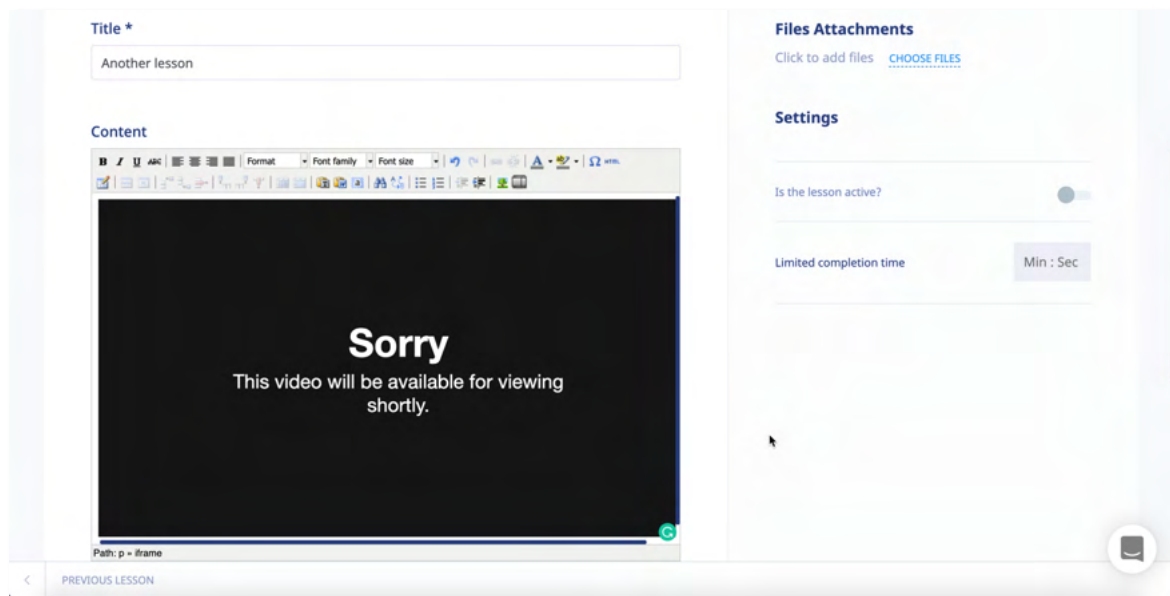 Title *
Another lesson
Content
B I U ABC Format Font family Font size A Ω HTML
Sorry
This video will be available for viewing
shortly.
Path: p » iframe
PREVIOUS LESSON
Files Attachments
Click to add files CHOOSE FILES
Settings
Is the lesson active?
Limited completion time Min : Sec